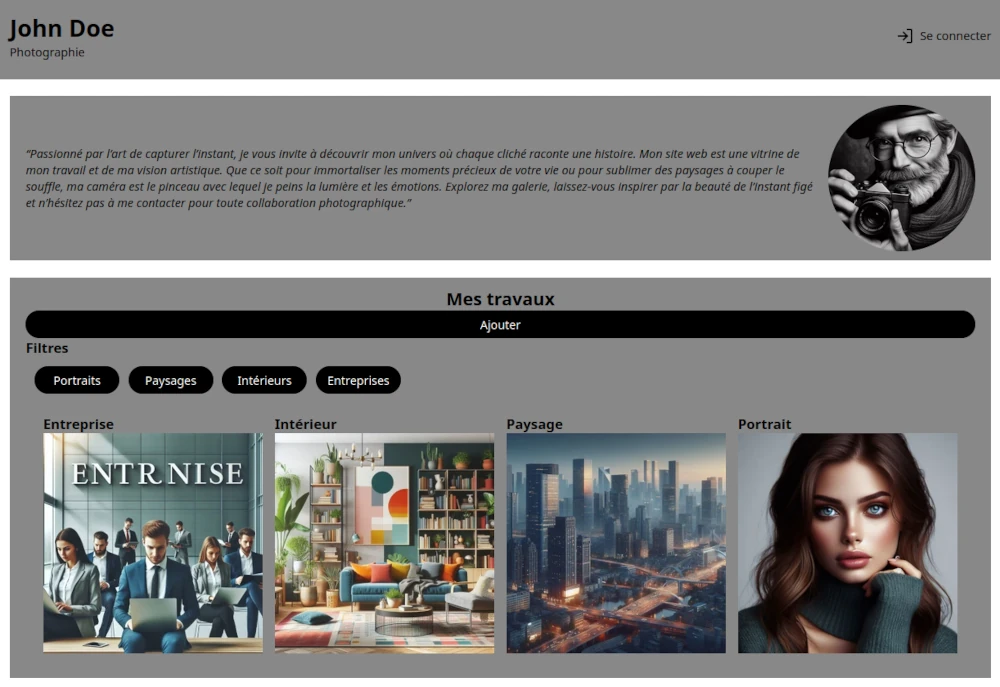 John Doe
Photographie
Se connecter
“Passionné par l’art de capturer l’instant, je vous invite à découvrir mon univers où chaque cliché raconte une histoire. Mon site web est une vitrine de
mon travail et de ma vision artistique. Que ce soit pour immortaliser les moments précieux de votre vie ou pour sublimer des paysages à couper le
souffle, ma caméra est le pinceau avec lequel je peins la lumière et les émotions. Explorez ma galerie, laissez-vous inspirer par la beauté de l’instant figé
et n’hésitez pas à me contacter pour toute collaboration photographique.”
Mes travaux
Ajouter
Filtres
Portraits
Paysages
Intérieurs
Entreprises
Entreprise
Intérieur
Paysage
Portrait
ENTR NISE